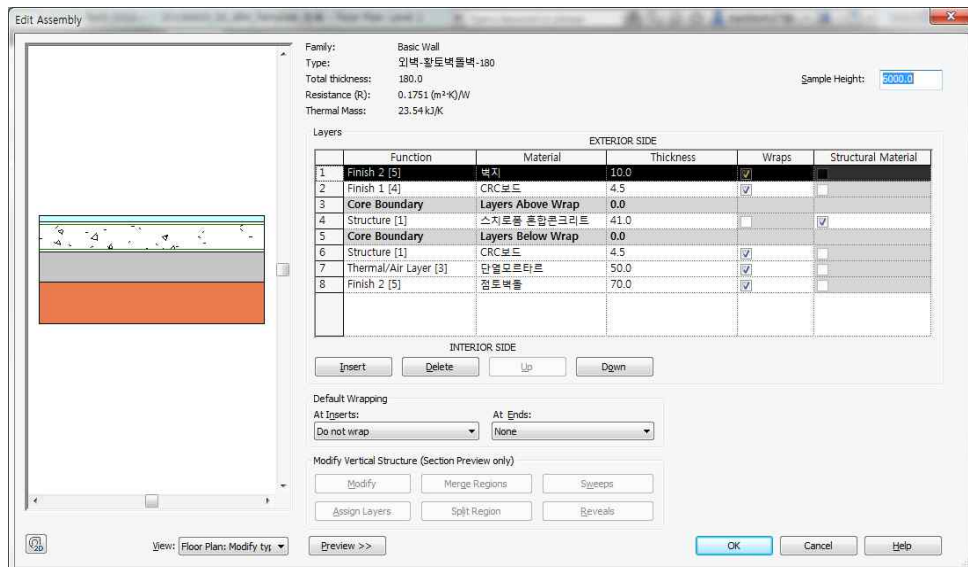 Edit Assembly
Family: Basic Wall
Type: 외벽-황토벽돌벽-180
Total thickness: 180.0
Resistance (R): 0.1751 (m²·K)/W
Thermal Mass: 23.54 kJ/K
Sample Height: 6000.0
Layers
EXTERIOR SIDE
Function Material Thickness Wraps Structural Material
1 Finish 2 [5] 벽지 10.0
2 Finish 1 [4] CRC보드 4.5
3 Core Boundary Layers Above Wrap 0.0
4 Structure [1] 스치로폼 혼합콘크리트 41.0
5 Core Boundary Layers Below Wrap 0.0
6 Structure [1] CRC보드 4.5
7 Thermal/Air Layer [3] 단열모르타르 50.0
8 Finish 2 [5] 점토벽돌 70.0
INTERIOR SIDE
Insert Delete Up Down
Default Wrapping
At Inserts: At Ends:
Do not wrap None
Modify Vertical Structure (Section Preview only)
Modify Merge Regions Sweeps
Assign Layers Split Region Reveals
2D View: Floor Plan: Modify typ Preview >> OK Cancel Help